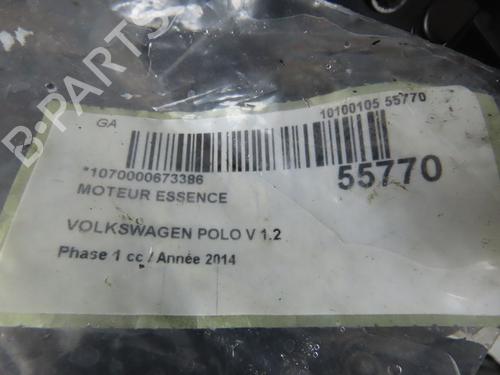 B-PARTS
GA
10100105 55770
*1070000673386
55770
MOTEUR ESSENCE
VOLKSWAGEN POLO V 1.2
Phase 1 cc / Année 2014